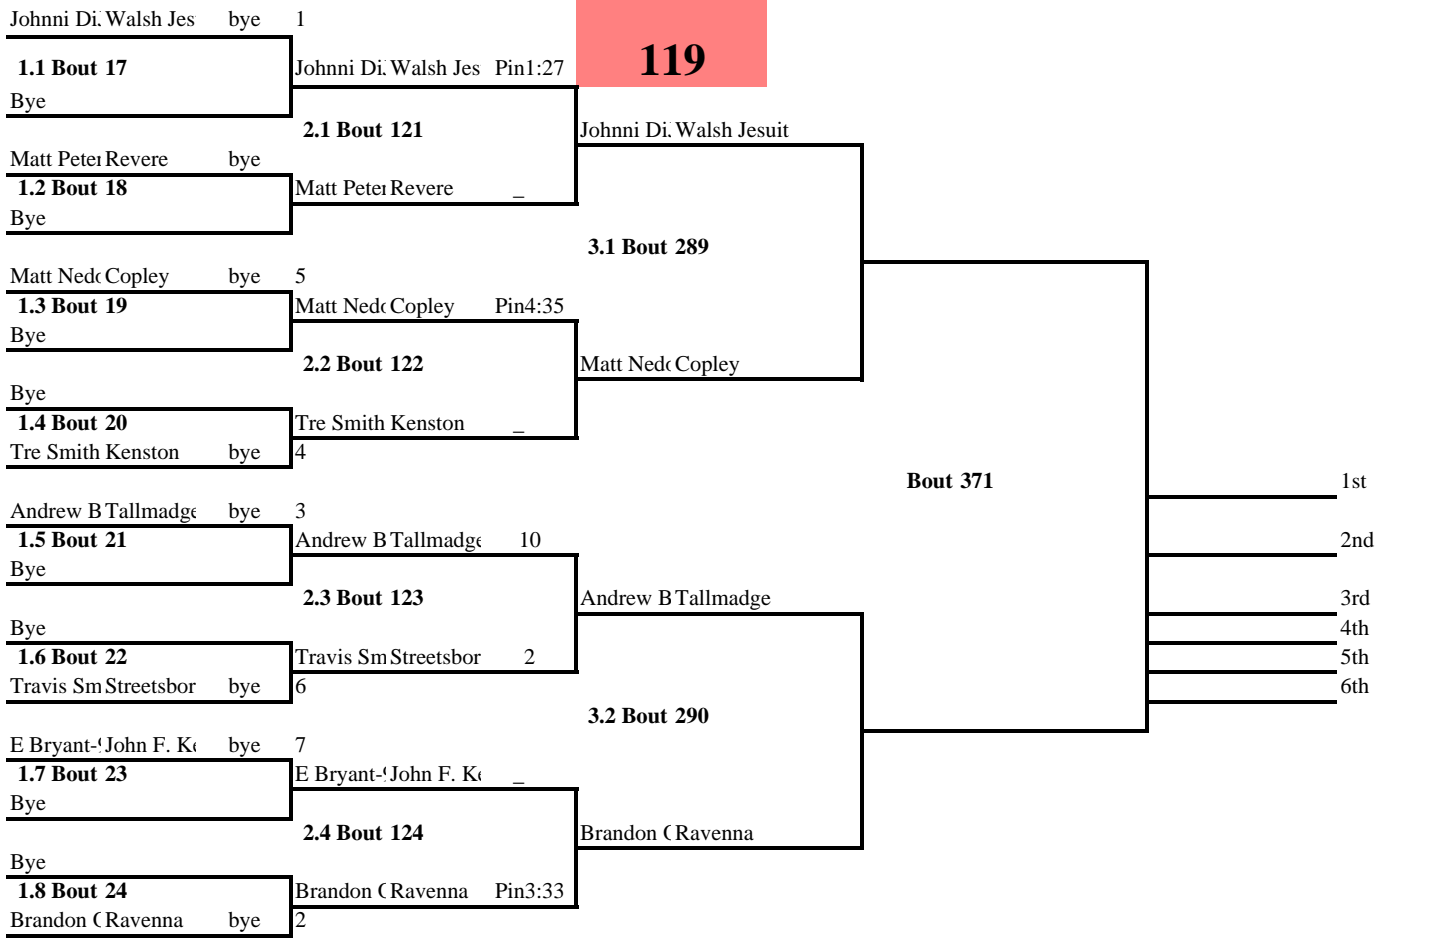 Johnni Di. Walsh Jes bye 1
119
1.1 Bout 17
Johnni Di. Walsh Jes Pin1:27
Bye
2.1 Bout 121
Johnni Di. Walsh Jesuit
Matt Peter Revere bye
1.2 Bout 18
Matt Peter Revere _
Bye
3.1 Bout 289
Matt Nedo Copley bye 5
1.3 Bout 19
Matt Nedo Copley Pin4:35
Bye
2.2 Bout 122
Matt Nedo Copley
Bye
1.4 Bout 20
Tre Smith Kenston _
Tre Smith Kenston bye 4
Bout 371
1st
Andrew B Tallmadge bye 3
1.5 Bout 21
Andrew B Tallmadge 10
2nd
Bye
2.3 Bout 123
Andrew B Tallmadge
3rd
Bye
4th
1.6 Bout 22
Travis Sm Streetsbor 2
5th
Travis Sm Streetsbor bye 6
6th
3.2 Bout 290
E Bryant- John F. Ke bye 7
1.7 Bout 23
E Bryant- John F. Ke _
Bye
2.4 Bout 124
Brandon Ravenna
Bye
1.8 Bout 24
Brandon Ravenna Pin3:33
Brandon Ravenna bye 2